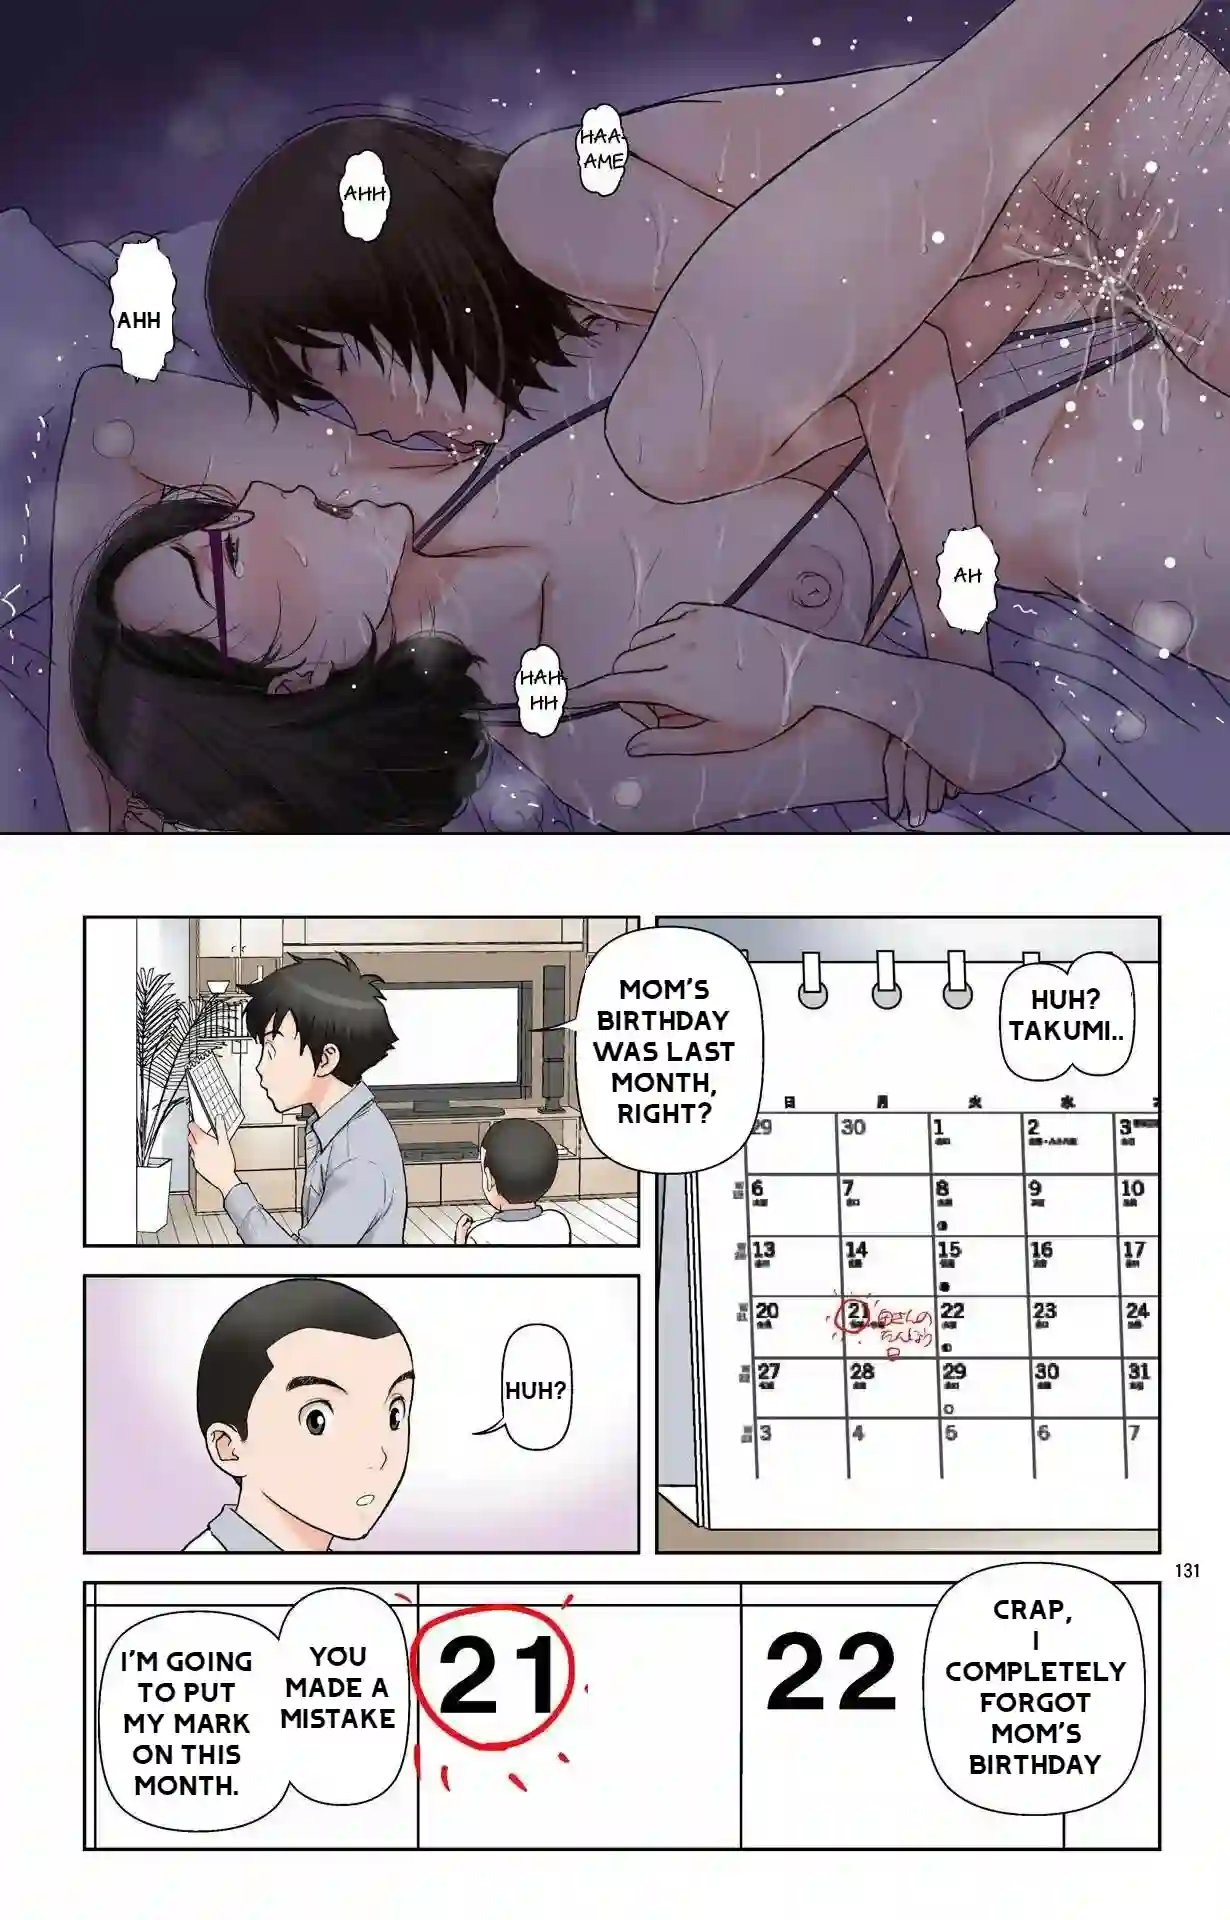 HAA-
AME
AHH
AHH
AH
HAH-
HH
MOM'S
BIRTHDAY
WAS LAST
MONTH,
RIGHT?
HUH?
TAKUMI..
日 月 火 水
29 30 1 2 3
6 7 8 9 10
13 14 15 16 17
20 21 22 23 24
27 28 29 30 31
3 4 5 6 7
HUH?
131
CRAP,
I
COMPLETELY
FORGOT
MOM'S
BIRTHDAY
21 22
YOU
MADE A
MISTAKE
I'M GOING
TO PUT
MY MARK
ON THIS
MONTH.